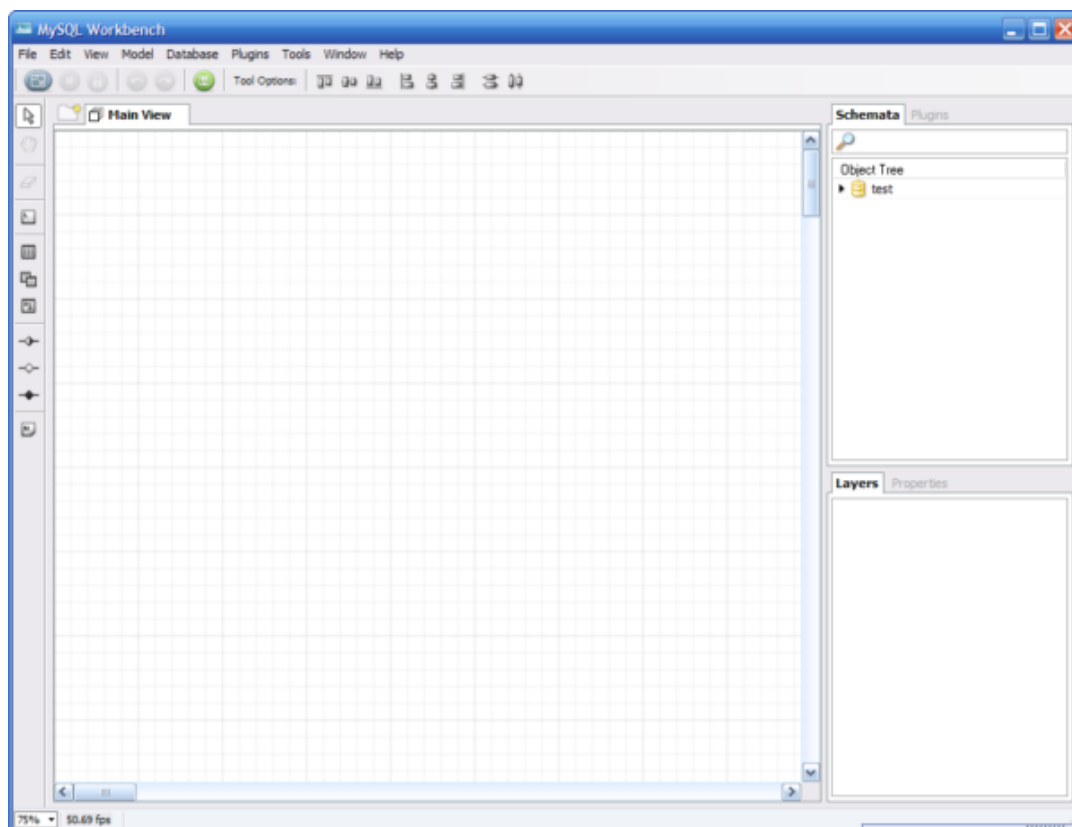 MySQL Workbench
File Edit View Model Database Plugins Tools Window Help
Tool Options:
Main View
Schemata Plugins
Object Tree
test
Layers Properties
75% 50.69 fps